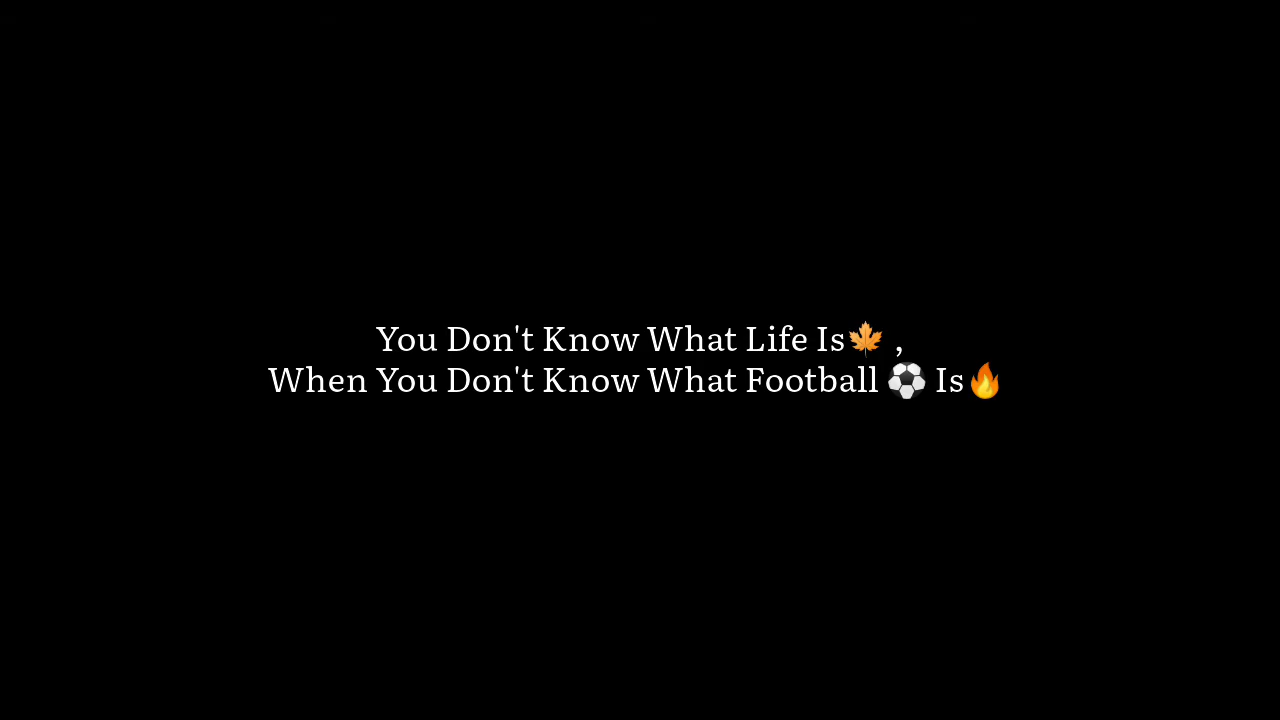 You Don't Know What Life Is🍁 ,
When You Don't Know What Football ⚽ Is🔥